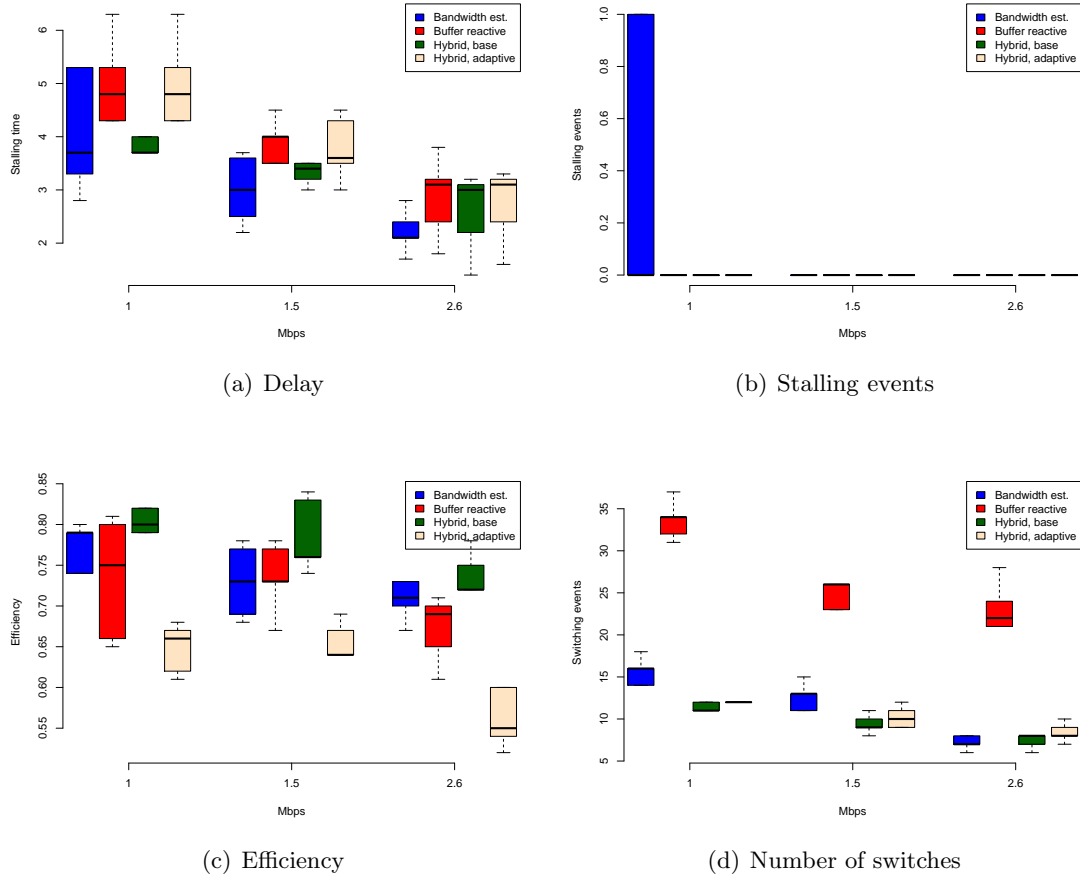 Bandwidth est.
Buffer reactive
Hybrid, base
Hybrid, adaptive
Stalling time
6
5
4
3
2
1 1.5 2.6
Mbps
(a) Delay
Bandwidth est.
Buffer reactive
Hybrid, base
Hybrid, adaptive
Stalling events
1.0
0.8
0.6
0.4
0.2
0.0
1 1.5 2.6
Mbps
(b) Stalling events
Bandwidth est.
Buffer reactive
Hybrid, base
Hybrid, adaptive
Efficiency
0.85
0.80
0.75
0.70
0.65
0.60
0.55
1 1.5 2.6
Mbps
(c) Efficiency
Bandwidth est.
Buffer reactive
Hybrid, base
Hybrid, adaptive
Switching events
35
30
25
20
15
10
5
1 1.5 2.6
Mbps
(d) Number of switches